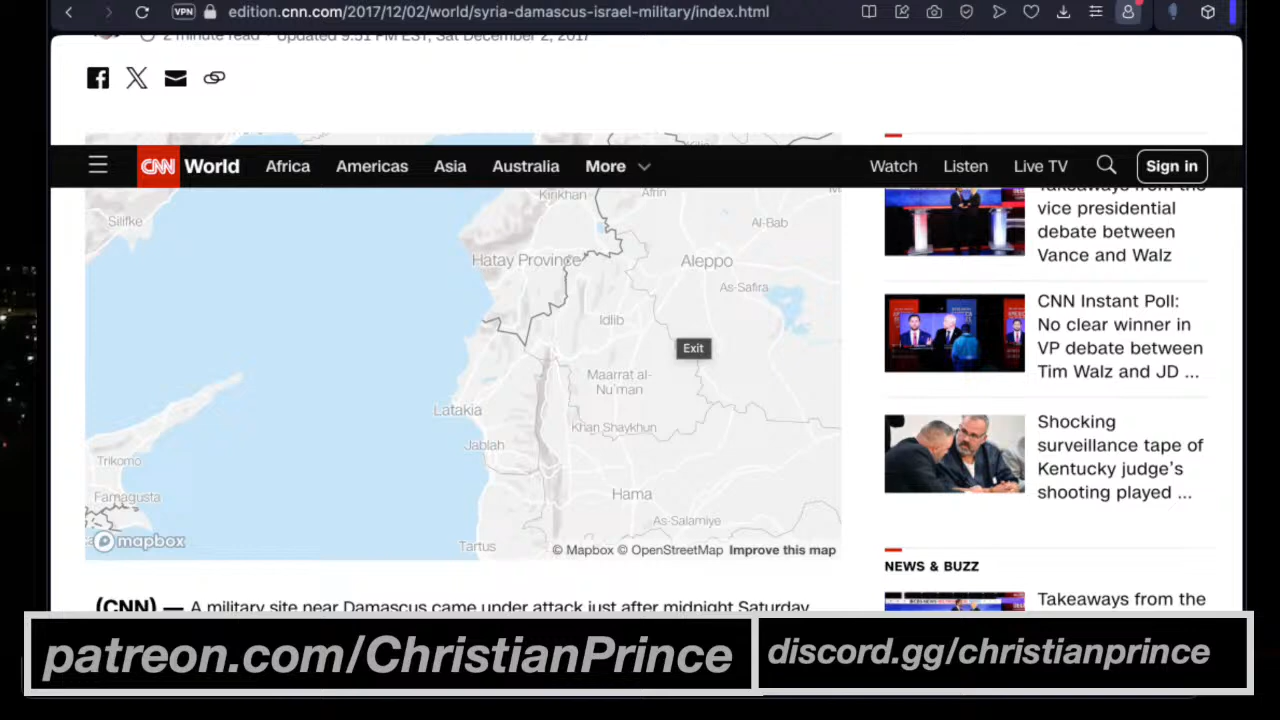 VPN edition.cnn.com/2017/12/02/world/syria-damascus-israel-military/index.html
2 minute read · Updated 9:51 PM EST, Sat December 2, 2017
CNN World Africa Americas Asia Australia More Watch Listen Live TV Sign in
Kirikhan
Afrin
Silifke
Al-Bab
Hatay Province
Aleppo
As-Safira
Idlib
Exit
Maarrat al-
Nu'man
Latakia
Khan Shaykhun
Jablah
Trikomo
Hama
Famagusta
As-Salamiye
mapbox
Tartus
© Mapbox © OpenStreetMap Improve this map
Takeaways from the
vice presidential
debate between
Vance and Walz
CNN Instant Poll:
No clear winner in
VP debate between
Tim Walz and JD ...
Shocking
surveillance tape of
Kentucky judge's
shooting played ...
NEWS & BUZZ
Takeaways from the
(CNN) — A military site near Damascus came under attack just after midnight Saturday
patreon.com/ChristianPrince
discord.gg/christianprince